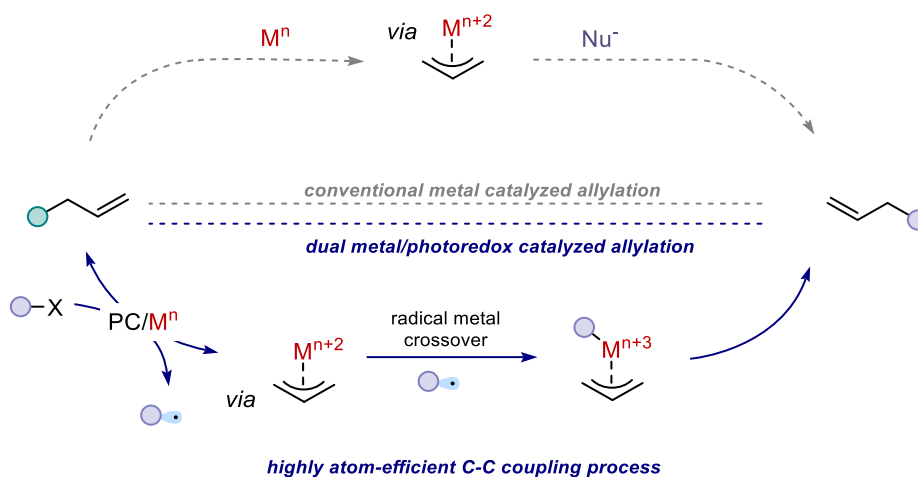 via
Mⁿ
Mⁿ⁺²
Nu⁻
conventional metal catalyzed allylation
dual metal/photoredox catalyzed allylation
X
PC/Mⁿ
via
Mⁿ⁺²
radical metal
crossover
Mⁿ⁺³
highly atom-efficient C-C coupling process